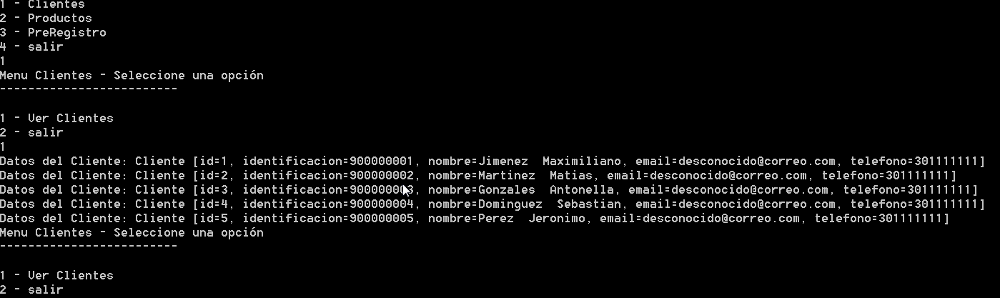 1 - Clientes
2 - Productos
3 - PreRegistro
4 - salir
1
Menu Clientes - Seleccione una opción
-------------------------
1 - Ver Clientes
2 - salir
1
Datos del Cliente: Cliente [id=1, identificacion=900000001, nombre=Jimenez  Maximiliano, email=desconocido@correo.com, telefono=301111111]
Datos del Cliente: Cliente [id=2, identificacion=900000002, nombre=Martinez  Matias, email=desconocido@correo.com, telefono=301111111]
Datos del Cliente: Cliente [id=3, identificacion=900000003, nombre=Gonzales  Antonella, email=desconocido@correo.com, telefono=301111111]
Datos del Cliente: Cliente [id=4, identificacion=900000004, nombre=Dominguez  Sebastian, email=desconocido@correo.com, telefono=301111111]
Datos del Cliente: Cliente [id=5, identificacion=900000005, nombre=Perez  Jeronimo, email=desconocido@correo.com, telefono=301111111]
Menu Clientes - Seleccione una opción
-------------------------
1 - Ver Clientes
2 - salir